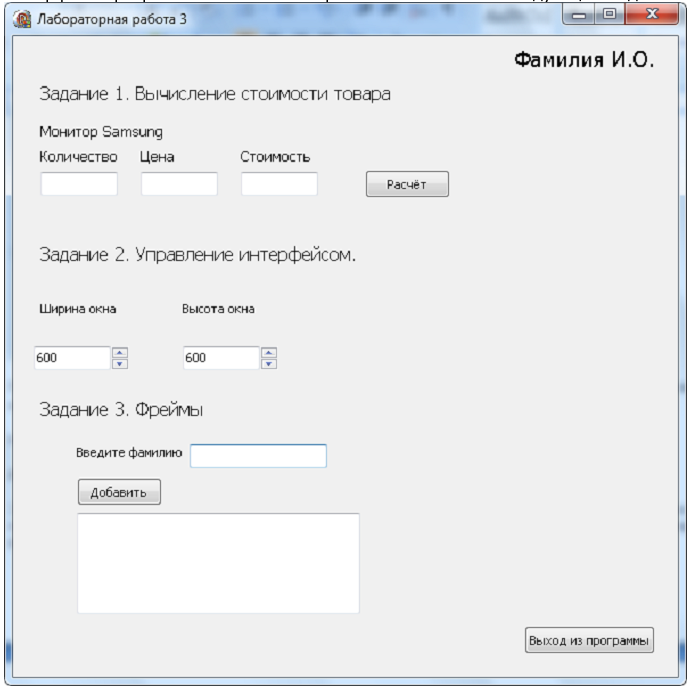 Лабораторная работа 3
Фамилия И.О.
Задание 1. Вычисление стоимости товара
Монитор Samsung
Количество Цена Стоимость
Расчёт
Задание 2. Управление интерфейсом.
Ширина окна Высота окна
600 600
Задание 3. Фреймы
Введите фамилию
Добавить
Выход из программы